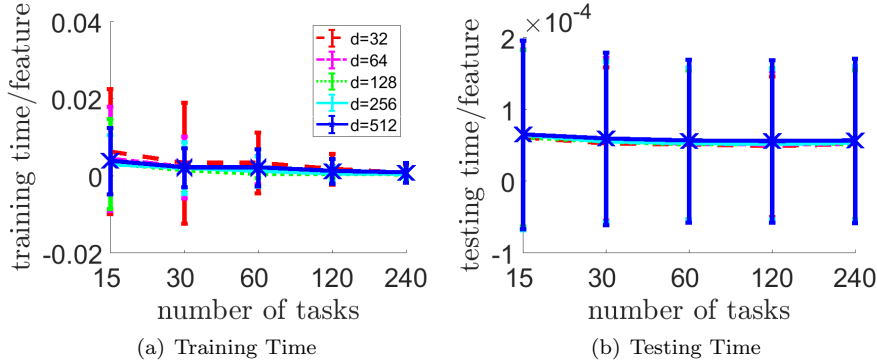 training time/feature
0.04
0.02
0
-0.02
d=32
d=64
d=128
d=256
d=512
15 30 60 120 240
number of tasks
(a) Training Time
testing time/feature
×10-4
2
1
0
-1
15 30 60 120 240
number of tasks
(b) Testing Time